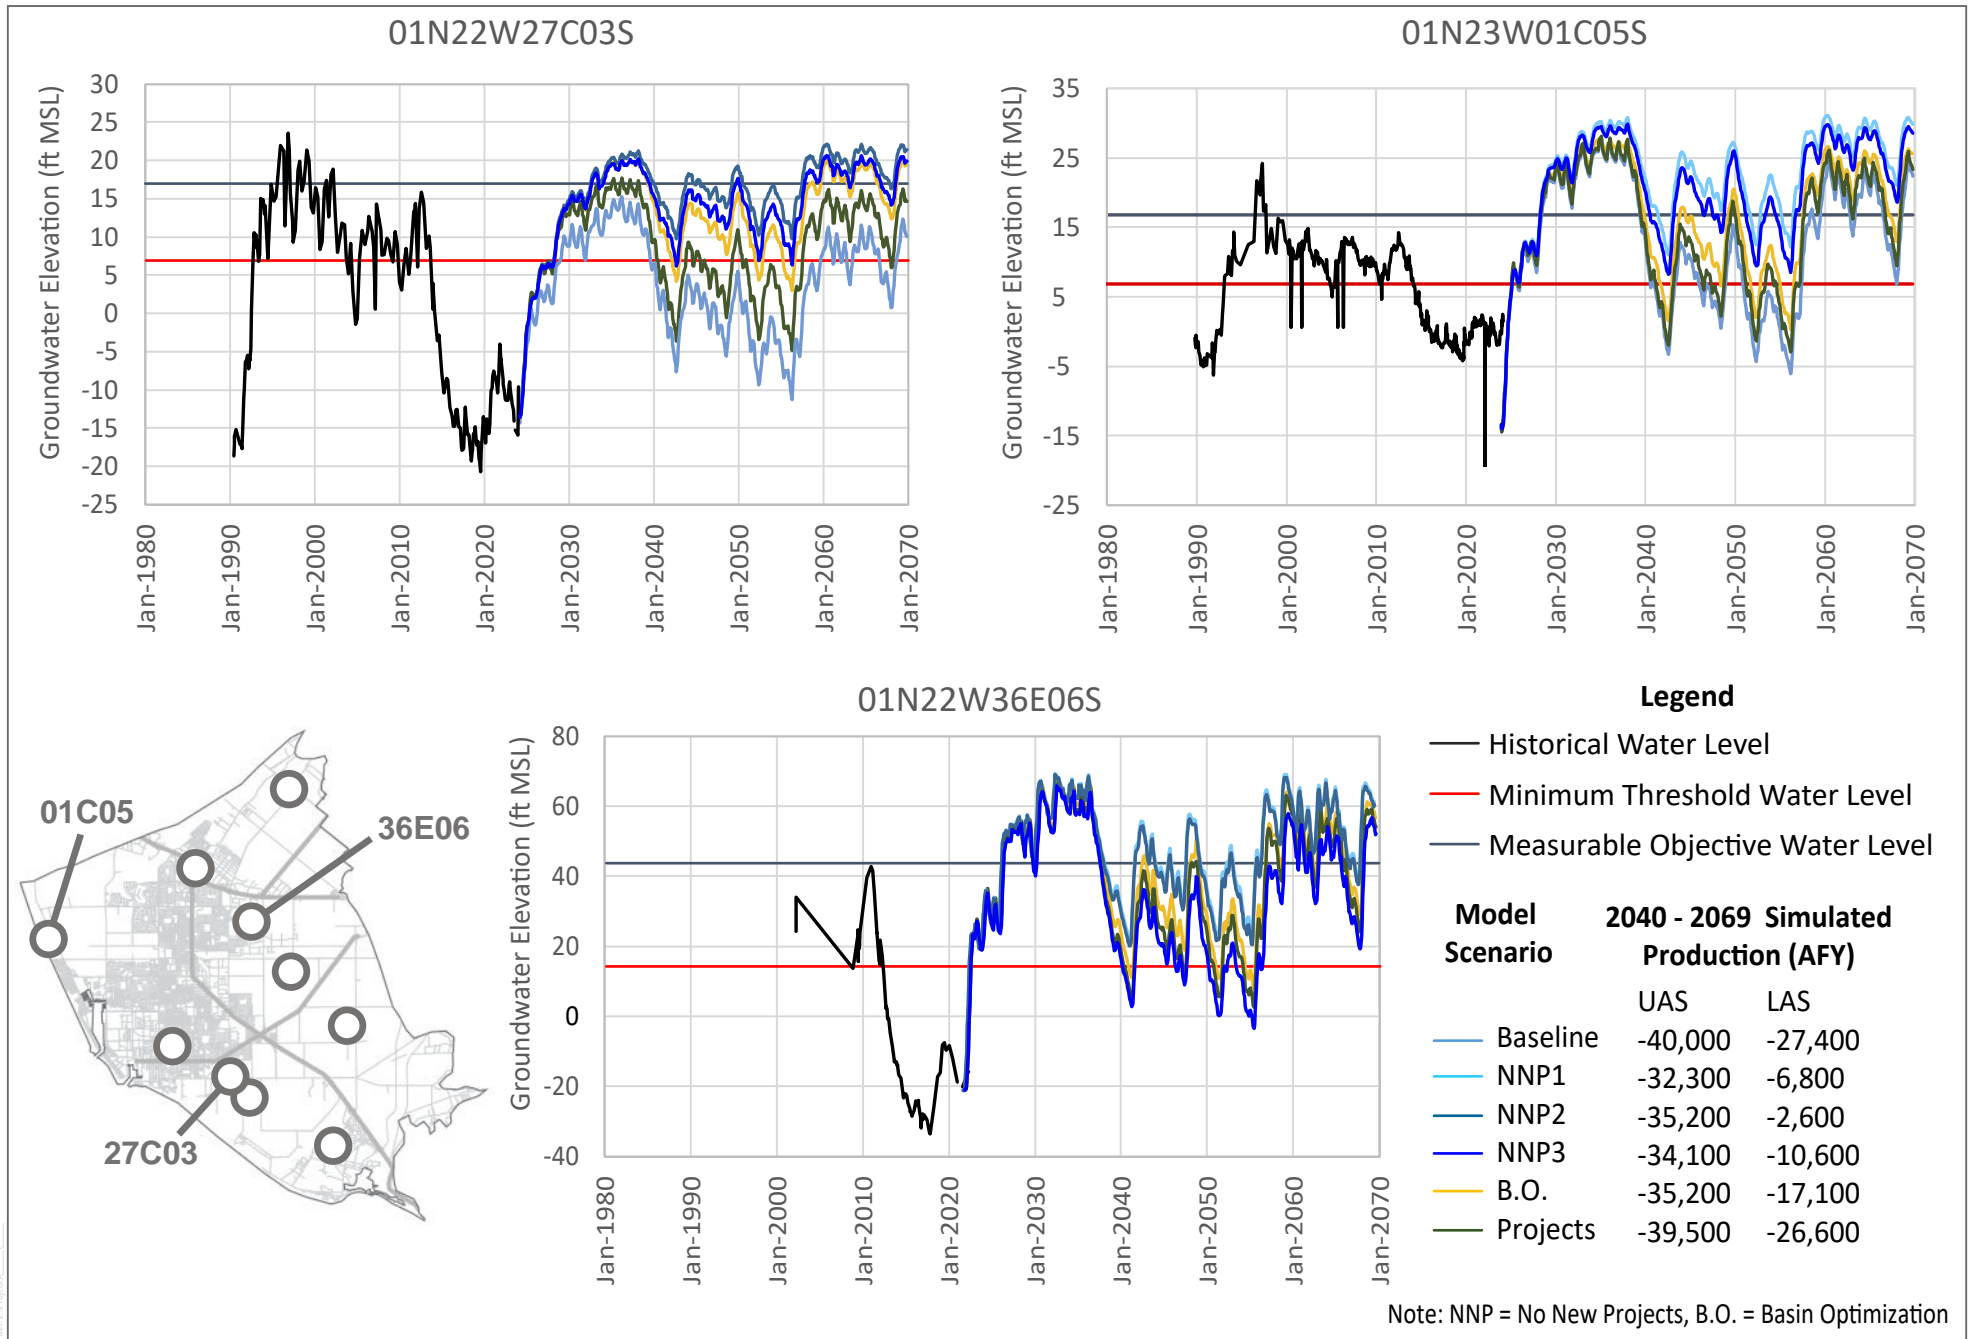 01N22W27C03S
Groundwater Elevation (ft MSL)
30
25
20
15
10
5
0
-5
-10
-15
-20
-25
Jan-1980
Jan-1990
Jan-2000
Jan-2010
Jan-2020
Jan-2030
Jan-2040
Jan-2050
Jan-2060
Jan-2070
01N23W01C05S
Groundwater Elevation (ft MSL)
35
25
15
5
-5
-15
-25
Jan-1980
Jan-1990
Jan-2000
Jan-2010
Jan-2020
Jan-2030
Jan-2040
Jan-2050
Jan-2060
Jan-2070
01C05
36E06
27C03
01N22W36E06S
Groundwater Elevation (ft MSL)
80
60
40
20
0
-20
-40
Jan-1980
Jan-1990
Jan-2000
Jan-2010
Jan-2020
Jan-2030
Jan-2040
Jan-2050
Jan-2060
Jan-2070
Legend
Historical Water Level
Minimum Threshold Water Level
Measurable Objective Water Level
Model 2040 - 2069 Simulated
Scenario Production (AFY)
UAS LAS
Baseline -40,000 -27,400
NNP1 -32,300 -6,800
NNP2 -35,200 -2,600
NNP3 -34,100 -10,600
B.O. -35,200 -17,100
Projects -39,500 -26,600
Note: NNP = No New Projects, B.O. = Basin Optimization